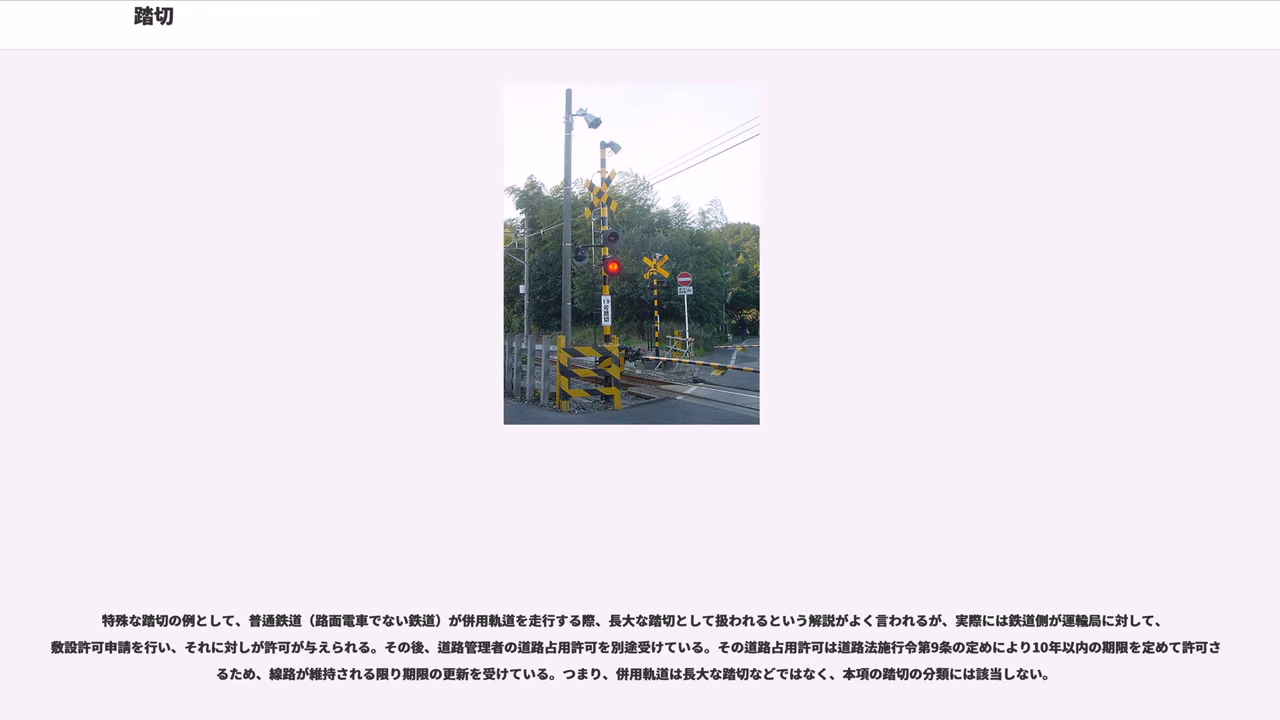 踏切
19号踏切
特殊な踏切の例として、普通鉄道（路面電車でない鉄道）が併用軌道を走行する際、長大な踏切として扱われるという解説がよく言われるが、実際には鉄道側が運輪局に対して、
敷設許可申請を行い、それに対しが許可が与えられる。その後、道路管理者の道路占用許可を別途受けている。その道路占用許可は道路法施行令第9条の定めにより10年以内の期限を定めて許可さ
るため、線路が維持される限り期限の更新を受けている。つまり、併用軌道は長大な踏切などではなく、本項の踏切の分類には該当しない。